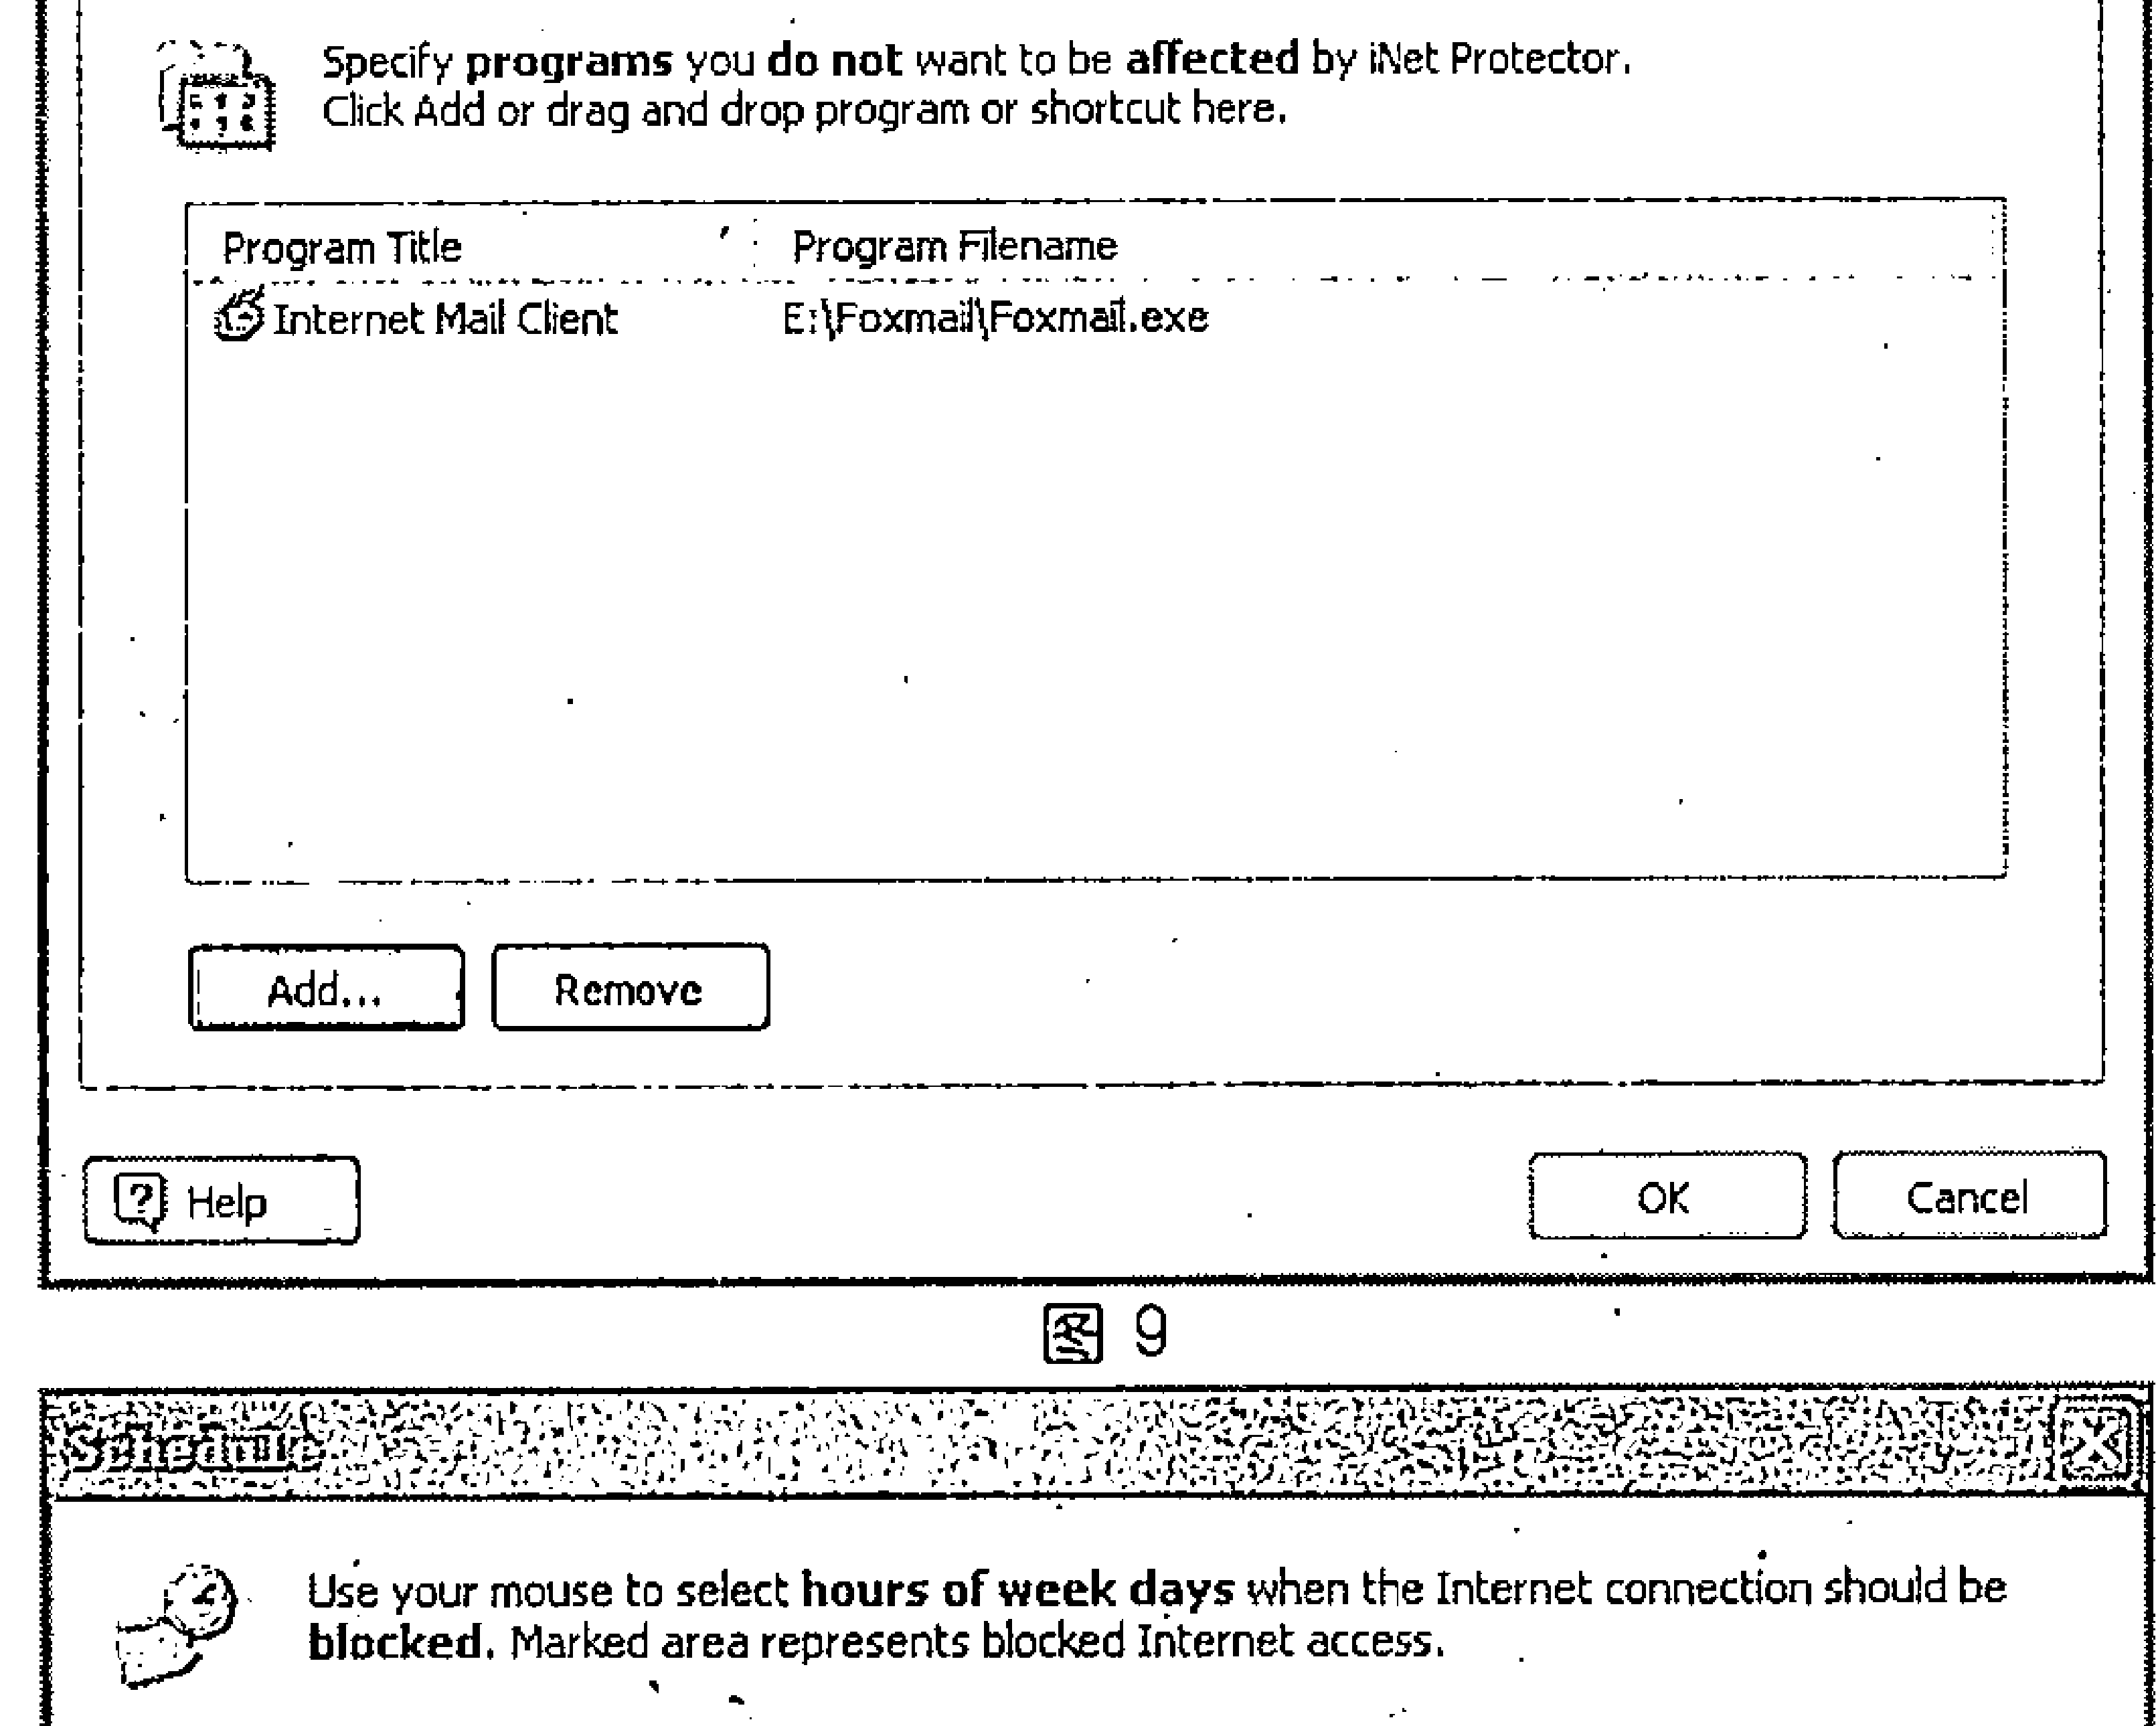 Specify programs you do not want to be affected by iNet Protector.
Click Add or drag and drop program or shortcut here.
Program Title Program Filename
Internet Mail Client E:\Foxmail\Foxmail.exe
Add... Remove
Help OK Cancel
图 9
Schedule
Use your mouse to select hours of week days when the Internet connection should be
blocked. Marked area represents blocked Internet access.